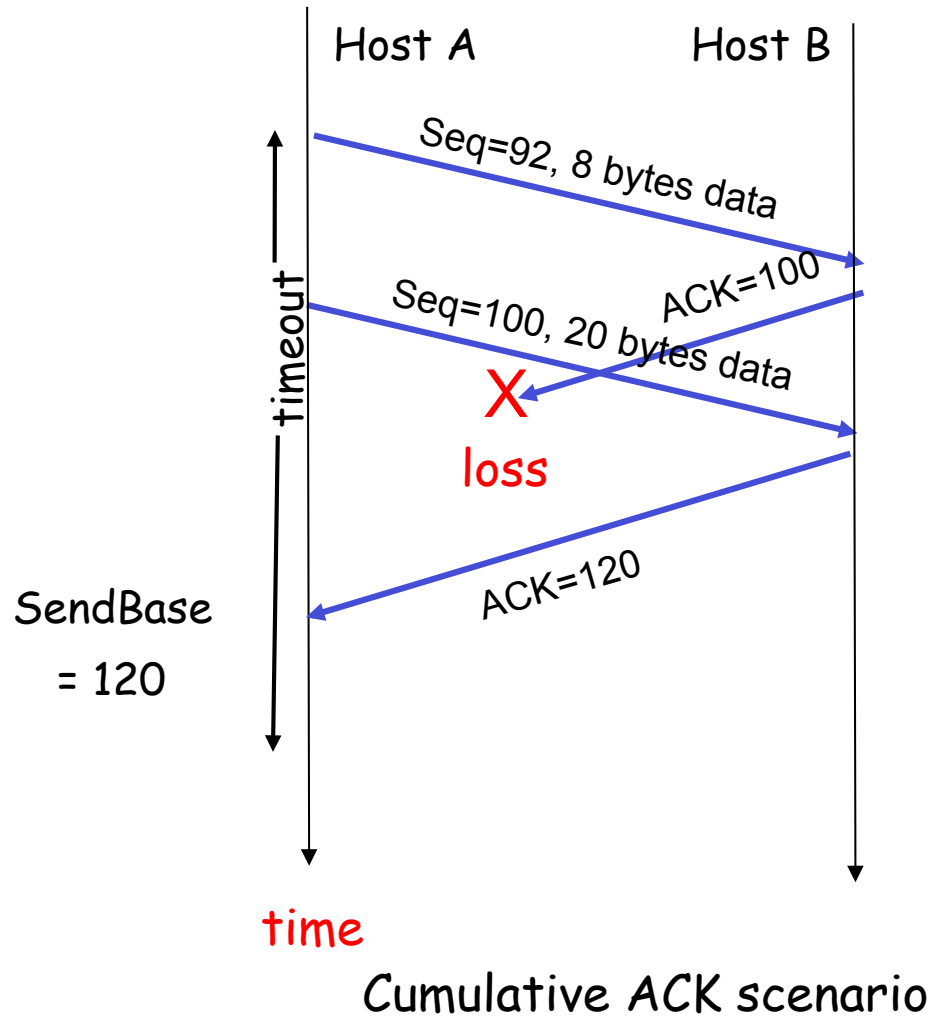 Host A
Host B
Seq=92, 8 bytes data
ACK=100
timeout
Seq=100, 20 bytes data
X
loss
ACK=120
SendBase
= 120
time
Cumulative ACK scenario